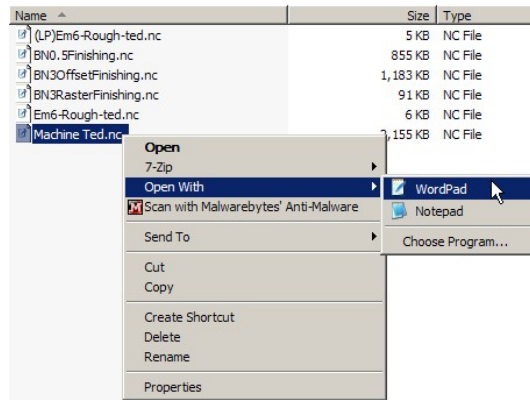 Name Size Type
(LP)Em6-Rough-ted.nc 5 KB NC File
BN0.5Finishing.nc 855 KB NC File
BN3OffsetFinishing.nc 1,183 KB NC File
BN3RasterFinishing.nc 91 KB NC File
Em6-Rough-ted.nc 6 KB NC File
Machine Ted.nc ,155 KB NC File
Open
7-Zip
Open With WordPad
Scan with Malwarebytes' Anti-Malware Notepad
Send To Choose Program...
Cut
Copy
Create Shortcut
Delete
Rename
Properties